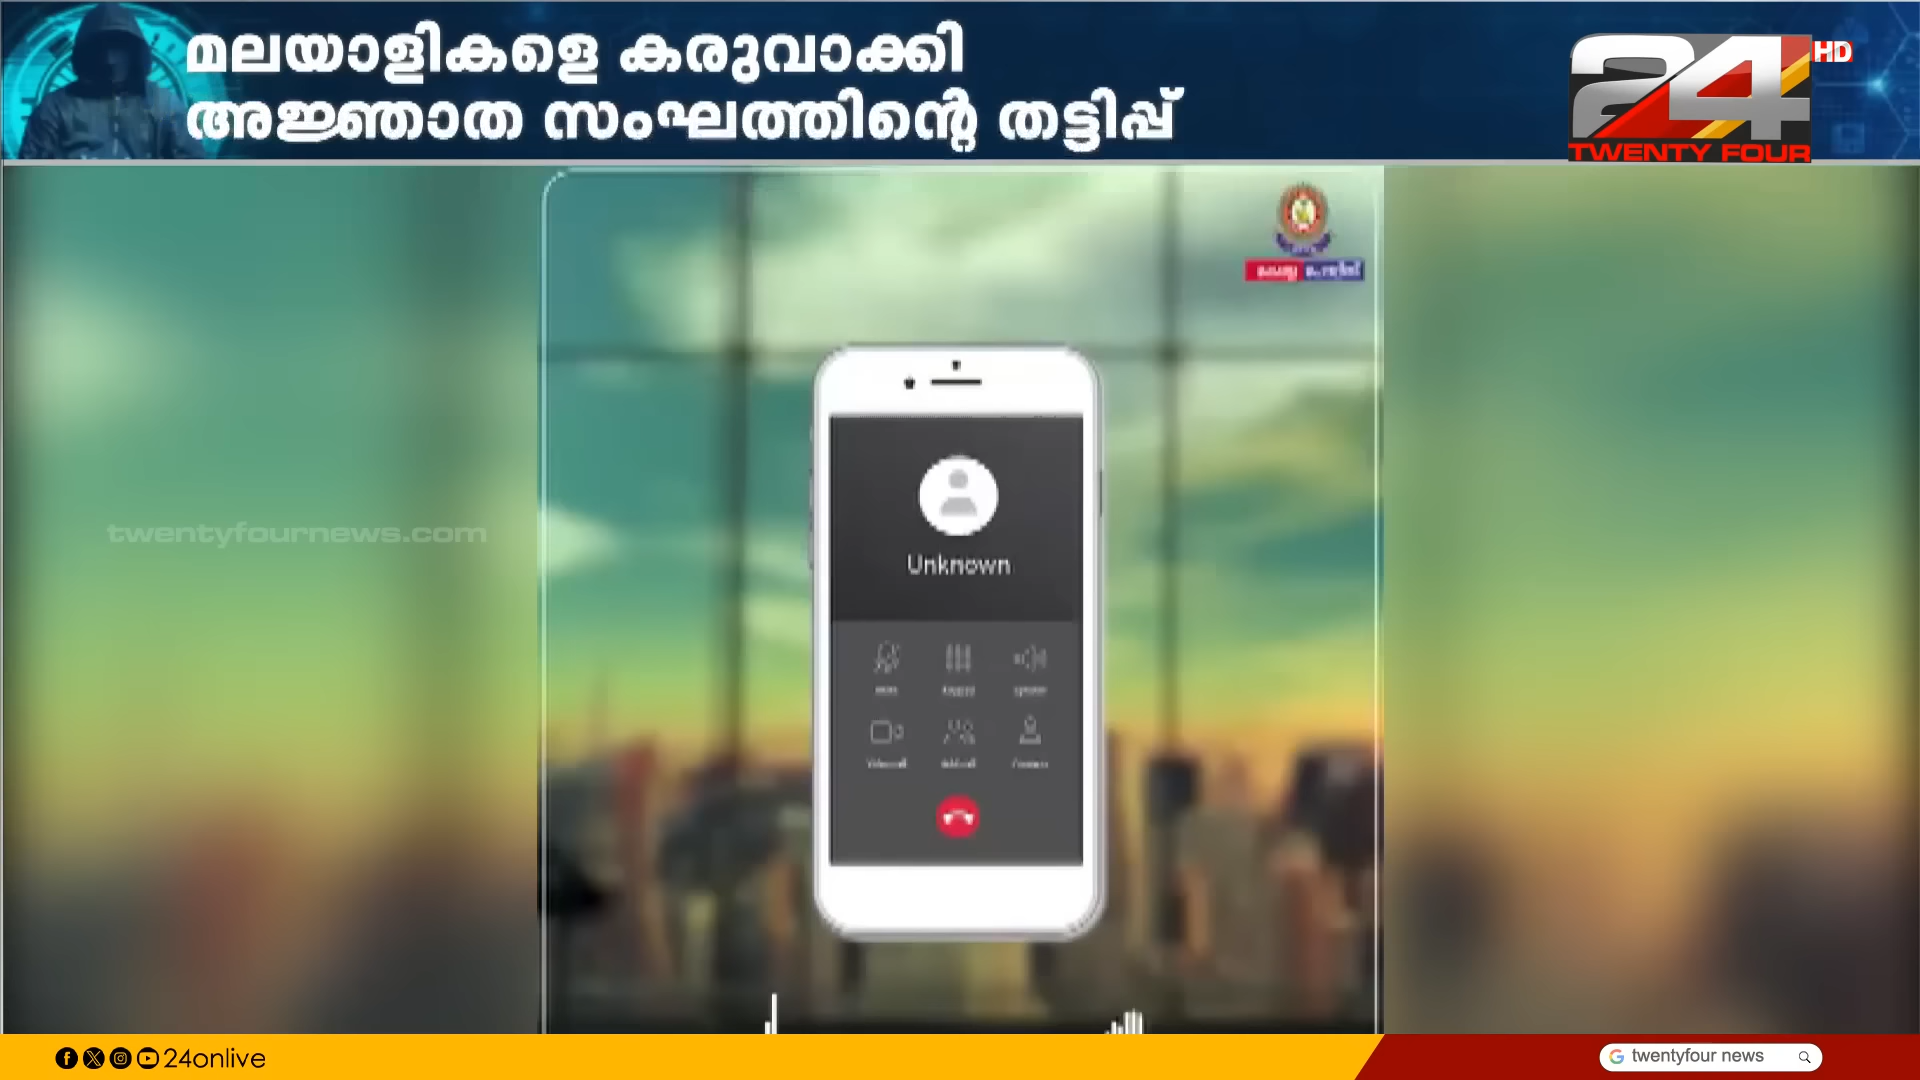 മലയാളികളെ കരുവാക്കി
അജ്ഞാത സംഘത്തിന്റെ തട്ടിപ്പ്
24 HD
TWENTY FOUR
twentyfournews.com
Unknown
24onlive
twentyfour news